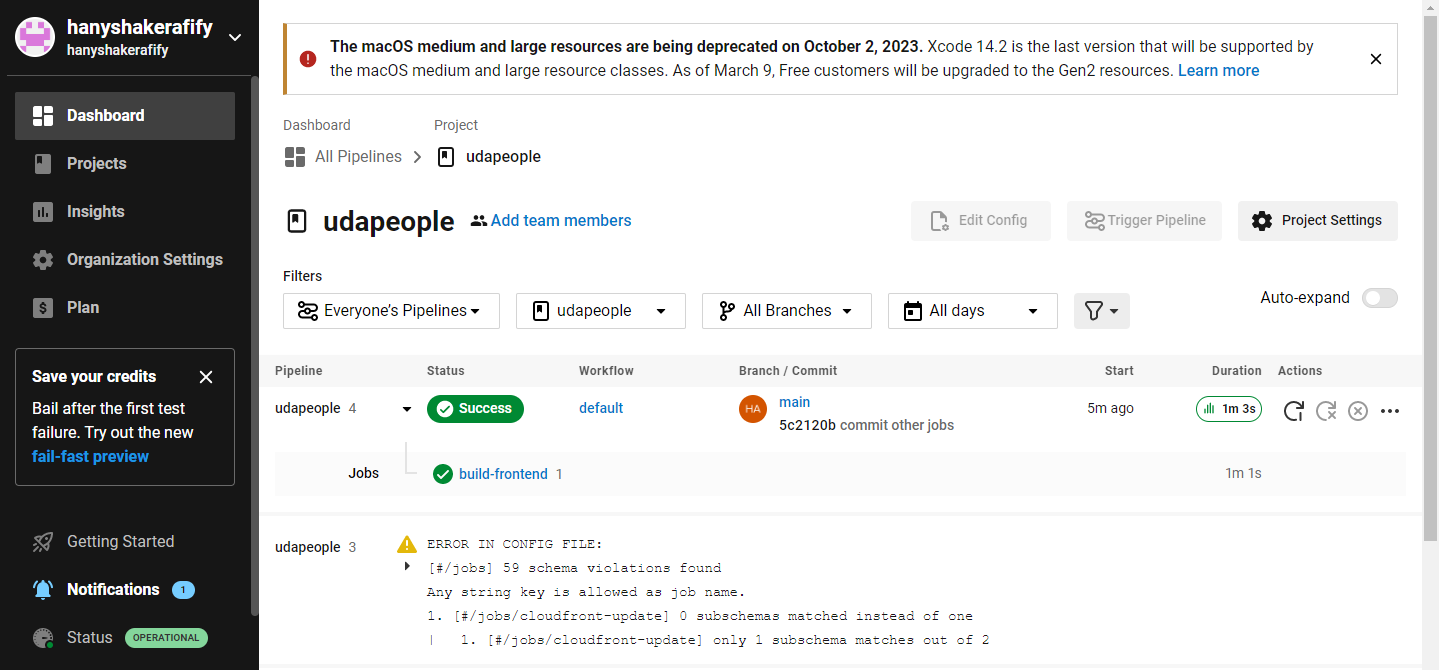 hanyshakerafify
hanyshakerafify
Dashboard
Projects
Insights
Organization Settings
Plan
Save your credits
Bail after the first test
failure. Try out the new
fail-fast preview
Getting Started
Notifications 1
Status OPERATIONAL
The macOS medium and large resources are being deprecated on October 2, 2023. Xcode 14.2 is the last version that will be supported by
the macOS medium and large resource classes. As of March 9, Free customers will be upgraded to the Gen2 resources. Learn more
Dashboard Project
All Pipelines udapeople
udapeople Add team members Edit Config Trigger Pipeline Project Settings
Filters
Everyone's Pipelines udapeople All Branches All days Auto-expand
Pipeline Status Workflow Branch / Commit Start Duration Actions
udapeople 4 Success default HA main 5m ago 1m 3s
5c2120b commit other jobs
Jobs build-frontend 1 1m 1s
udapeople 3 ERROR IN CONFIG FILE:
[#/jobs] 59 schema violations found
Any string key is allowed as job name.
1. [#/jobs/cloudfront-update] 0 subschemas matched instead of one
| 1. [#/jobs/cloudfront-update] only 1 subschema matches out of 2